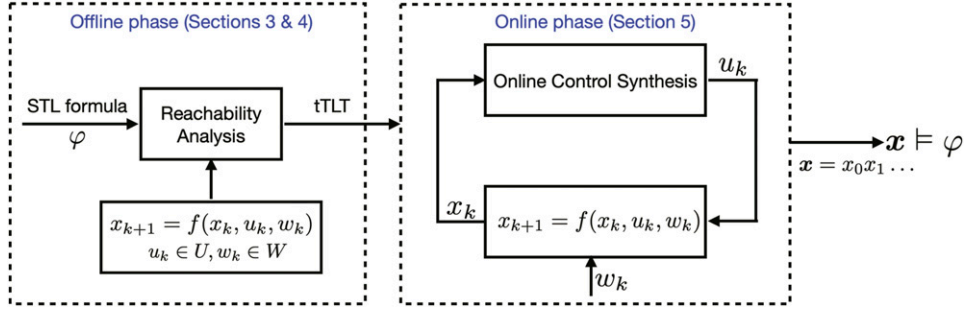 Offline phase (Sections 3 & 4)
STL formula
φ
Reachability
Analysis
tTLT
x_{k+1} = f(x_k, u_k, w_k)
u_k ∈ U, w_k ∈ W
Online phase (Section 5)
Online Control Synthesis
u_k
x_k
x_{k+1} = f(x_k, u_k, w_k)
w_k
x ⊨ φ
x = x_0x_1 …